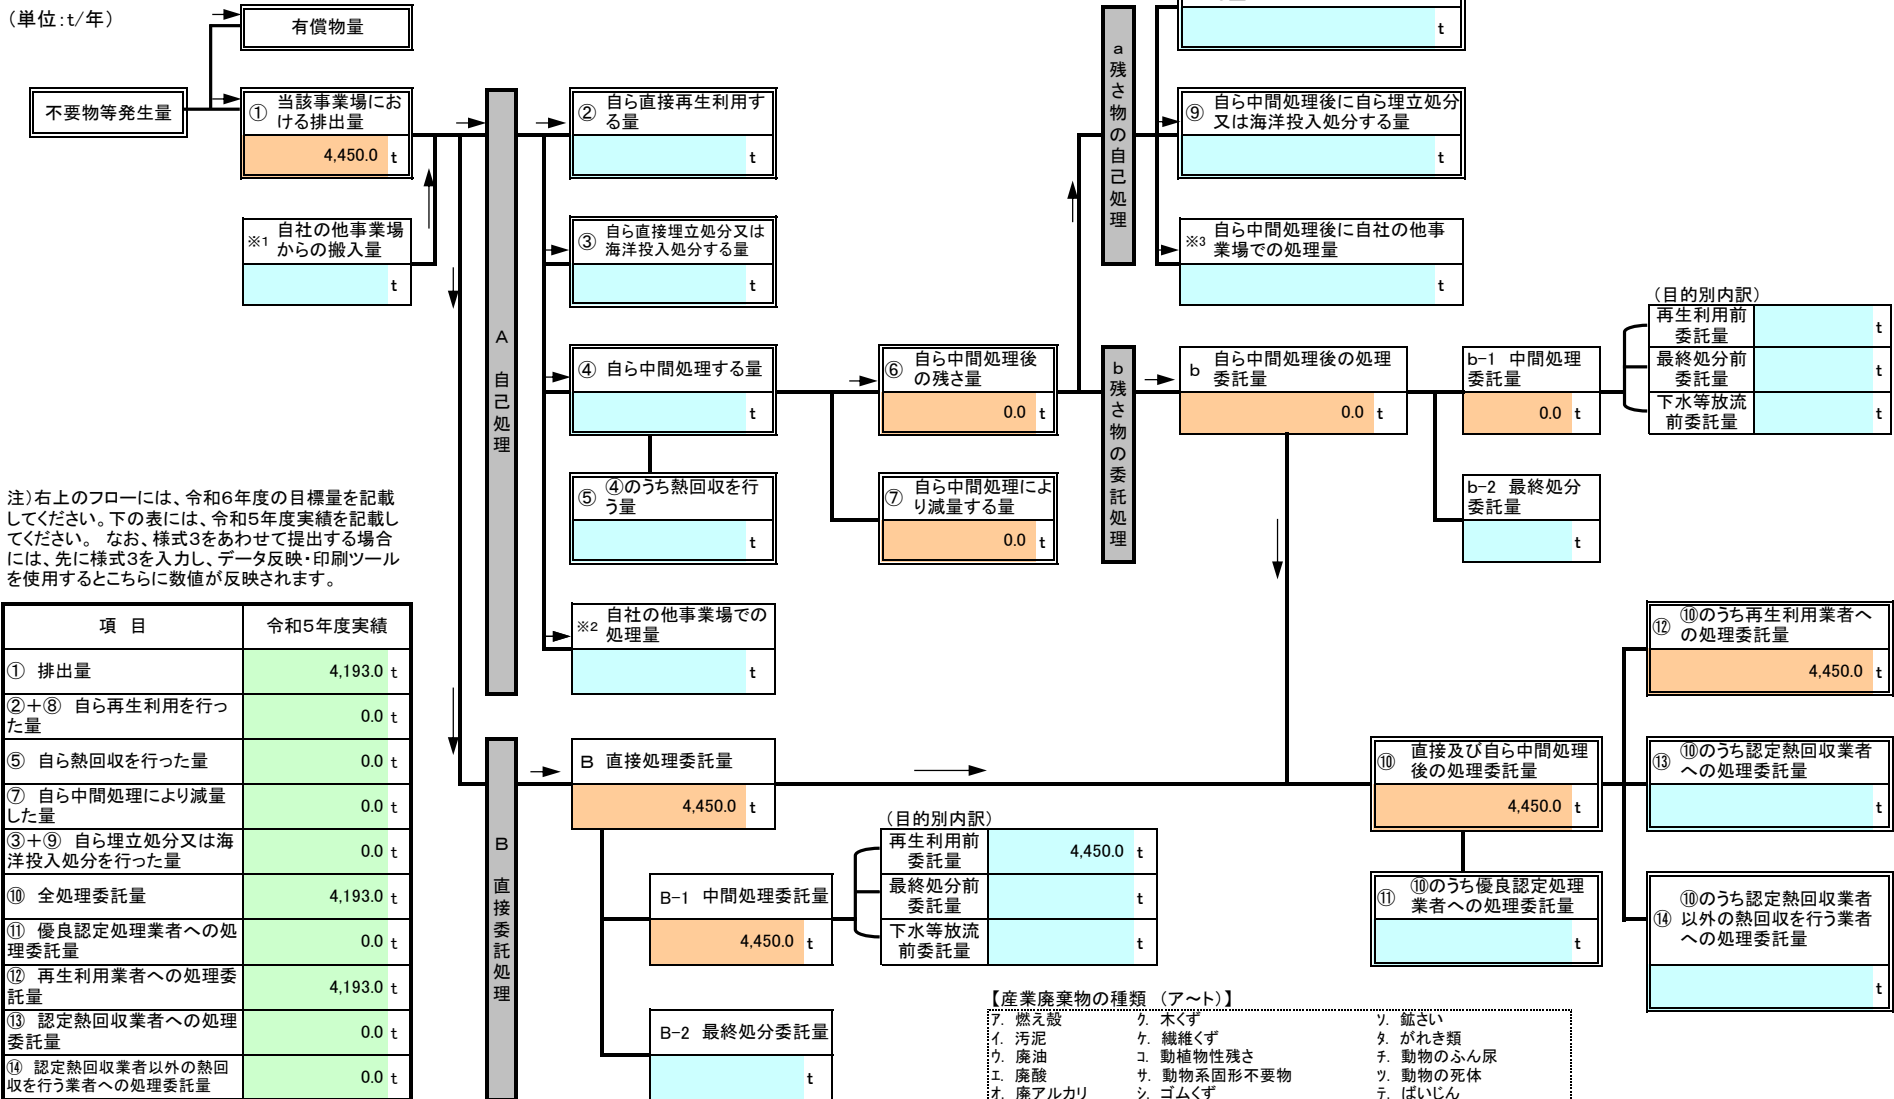 （単位:t/年）
有償物量
不要物等発生量
① 当該事業場にお
ける排出量
4,450.0 t
※1 自社の他事業場
からの搬入量
t
A 自己処理
② 自ら直接再生利用す
る量
t
③ 自ら直接埋立処分又は
海洋投入処分する量
t
④ 自ら中間処理する量
t
⑤ ④のうち熱回収を行
う量
t
※2 自社の他事業場での
処理量
t
⑥ 自ら中間処理後
の残さ量
0.0 t
⑦ 自ら中間処理によ
り減量する量
0.0 t
a 残さ物の自己処理
t
⑨ 自ら中間処理後に自ら埋立処分
又は海洋投入処分する量
t
※3 自ら中間処理後に自社の他事
業場での処理量
t
b 残さ物の委託処理
b 自ら中間処理後の処理
委託量
0.0 t
b-1 中間処理
委託量
0.0 t
（目的別内訳）
再生利用前
委託量
t
最終処分前
委託量
t
下水等放流
前委託量
t
b-2 最終処分
委託量
t
注）右上のフローには、令和６年度の目標量を記載
してください。下の表には、令和５年度実績を記載し
てください。 なお、様式３をあわせて提出する場合
には、先に様式３を入力し、データ反映・印刷ツール
を使用するとこちらに数値が反映されます。
項 目 令和５年度実績
① 排出量 4,193.0 t
②＋⑧ 自ら再生利用を行っ
た量 0.0 t
⑤ 自ら熱回収を行った量 0.0 t
⑦ 自ら中間処理により減量
した量 0.0 t
③＋⑨ 自ら埋立処分又は海
洋投入処分を行った量 0.0 t
⑩ 全処理委託量 4,193.0 t
⑪ 優良認定処理業者への処
理委託量 0.0 t
⑫ 再生利用業者への処理委
託量 4,193.0 t
⑬ 認定熱回収業者への処理
委託量 0.0 t
⑭ 認定熱回収業者以外の熱回
収を行う業者への処理委託量 0.0 t
B 直接委託処理
B 直接処理委託量
4,450.0 t
B-1 中間処理委託量
4,450.0 t
（目的別内訳）
再生利用前
委託量
4,450.0 t
最終処分前
委託量
t
下水等放流
前委託量
t
B-2 最終処分委託量
t
⑩ 直接及び自ら中間処理
後の処理委託量
4,450.0 t
⑪ ⑩のうち優良認定処理
業者への処理委託量
t
⑫ ⑩のうち再生利用業者へ
の処理委託量
4,450.0 t
⑬ ⑩のうち認定熱回収業者
への処理委託量
t
⑭ ⑩のうち認定熱回収業者
以外の熱回収を行う業者
への処理委託量
t
【産業廃棄物の種類 （ア～ト）】
ア. 燃え殻 ク. 木くず ソ. 鉱さい
イ. 汚泥 ケ. 繊維くず タ. がれき類
ウ. 廃油 コ. 動植物性残さ チ. 動物のふん尿
エ. 廃酸 サ. 動物系固形不要物 ツ. 動物の死体
オ. 廃アルカリ シ. ゴムくず テ. ばいじん